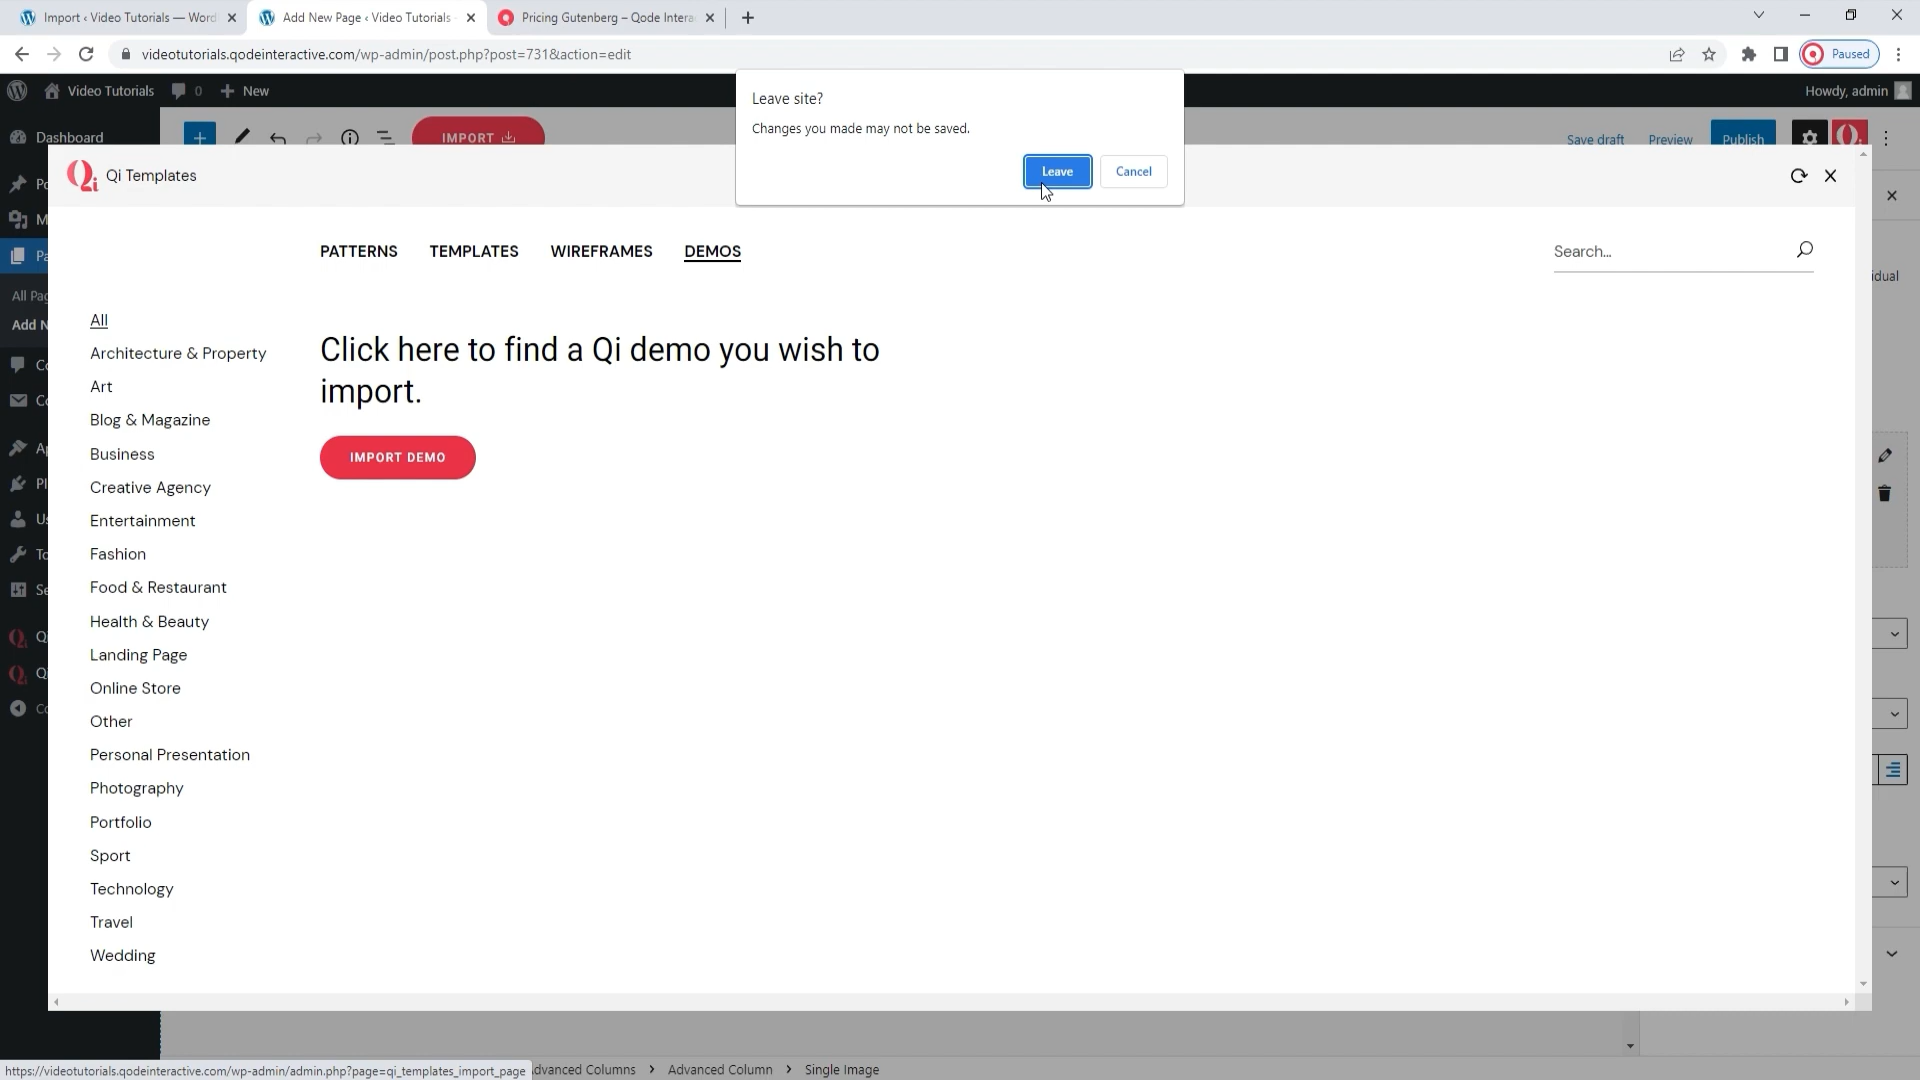 Import ‹ Video Tutorials — Word
Add New Page ‹ Video Tutorials
Pricing Gutenberg – Qode Intera
videotutorials.qodeinteractive.com/wp-admin/post.php?post=731&action=edit
Paused
Video Tutorials
0
New
Howdy, admin
Leave site?
Changes you made may not be saved.
Leave
Cancel
Dashboard
IMPORT
Save draft
Preview
Publish
Qi Templates
PATTERNS
TEMPLATES
WIREFRAMES
DEMOS
Search...
All Pag
Add N
idual
All
Architecture & Property
Art
Blog & Magazine
Business
Creative Agency
Entertainment
Fashion
Food & Restaurant
Health & Beauty
Landing Page
Online Store
Other
Personal Presentation
Photography
Portfolio
Sport
Technology
Travel
Wedding
Click here to find a Qi demo you wish to
import.
IMPORT DEMO
https://videotutorials.qodeinteractive.com/wp-admin/admin.php?page=qi_templates_import_page
dvanced Columns
Advanced Column
Single Image